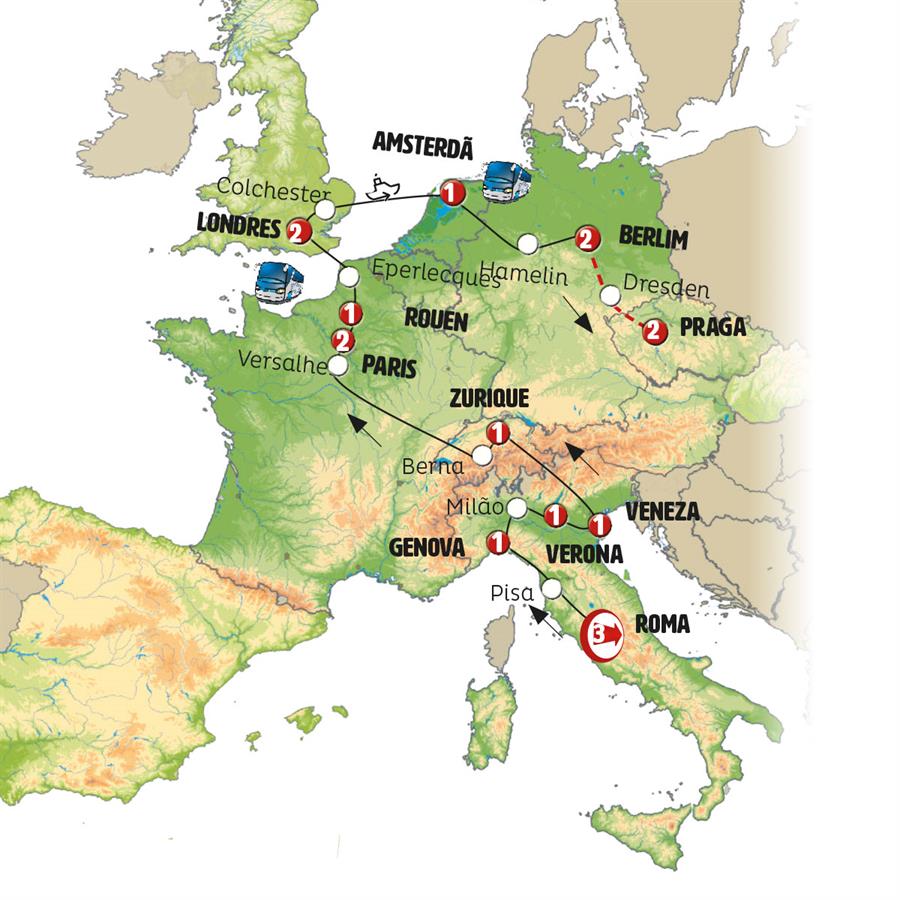 AMSTERDÃ
1
Colchester
LONDRES
2
2
BERLIM
Eperlecques
Hamelin
Dresden
1
ROUEN
2
PRAGA
2
Versalhe
PARIS
ZURIQUE
1
Berna
Milão
1
1
VENEZA
GENOVA
1
VERONA
Pisa
3
ROMA